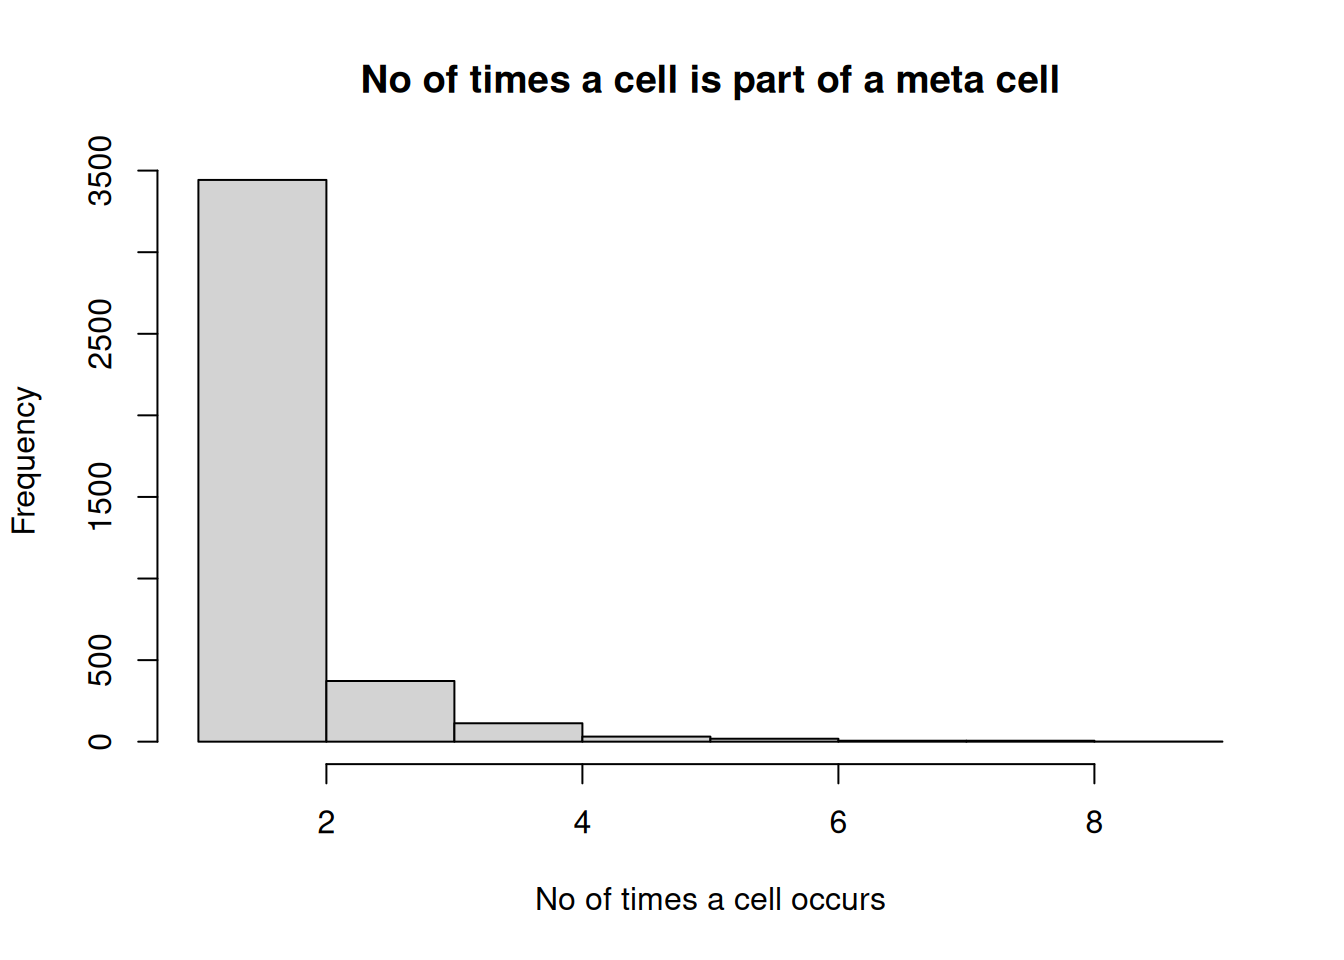 No of times a cell is part of a meta cell
3500
2500
1500
500
0
Frequency
2 4 6 8
No of times a cell occurs